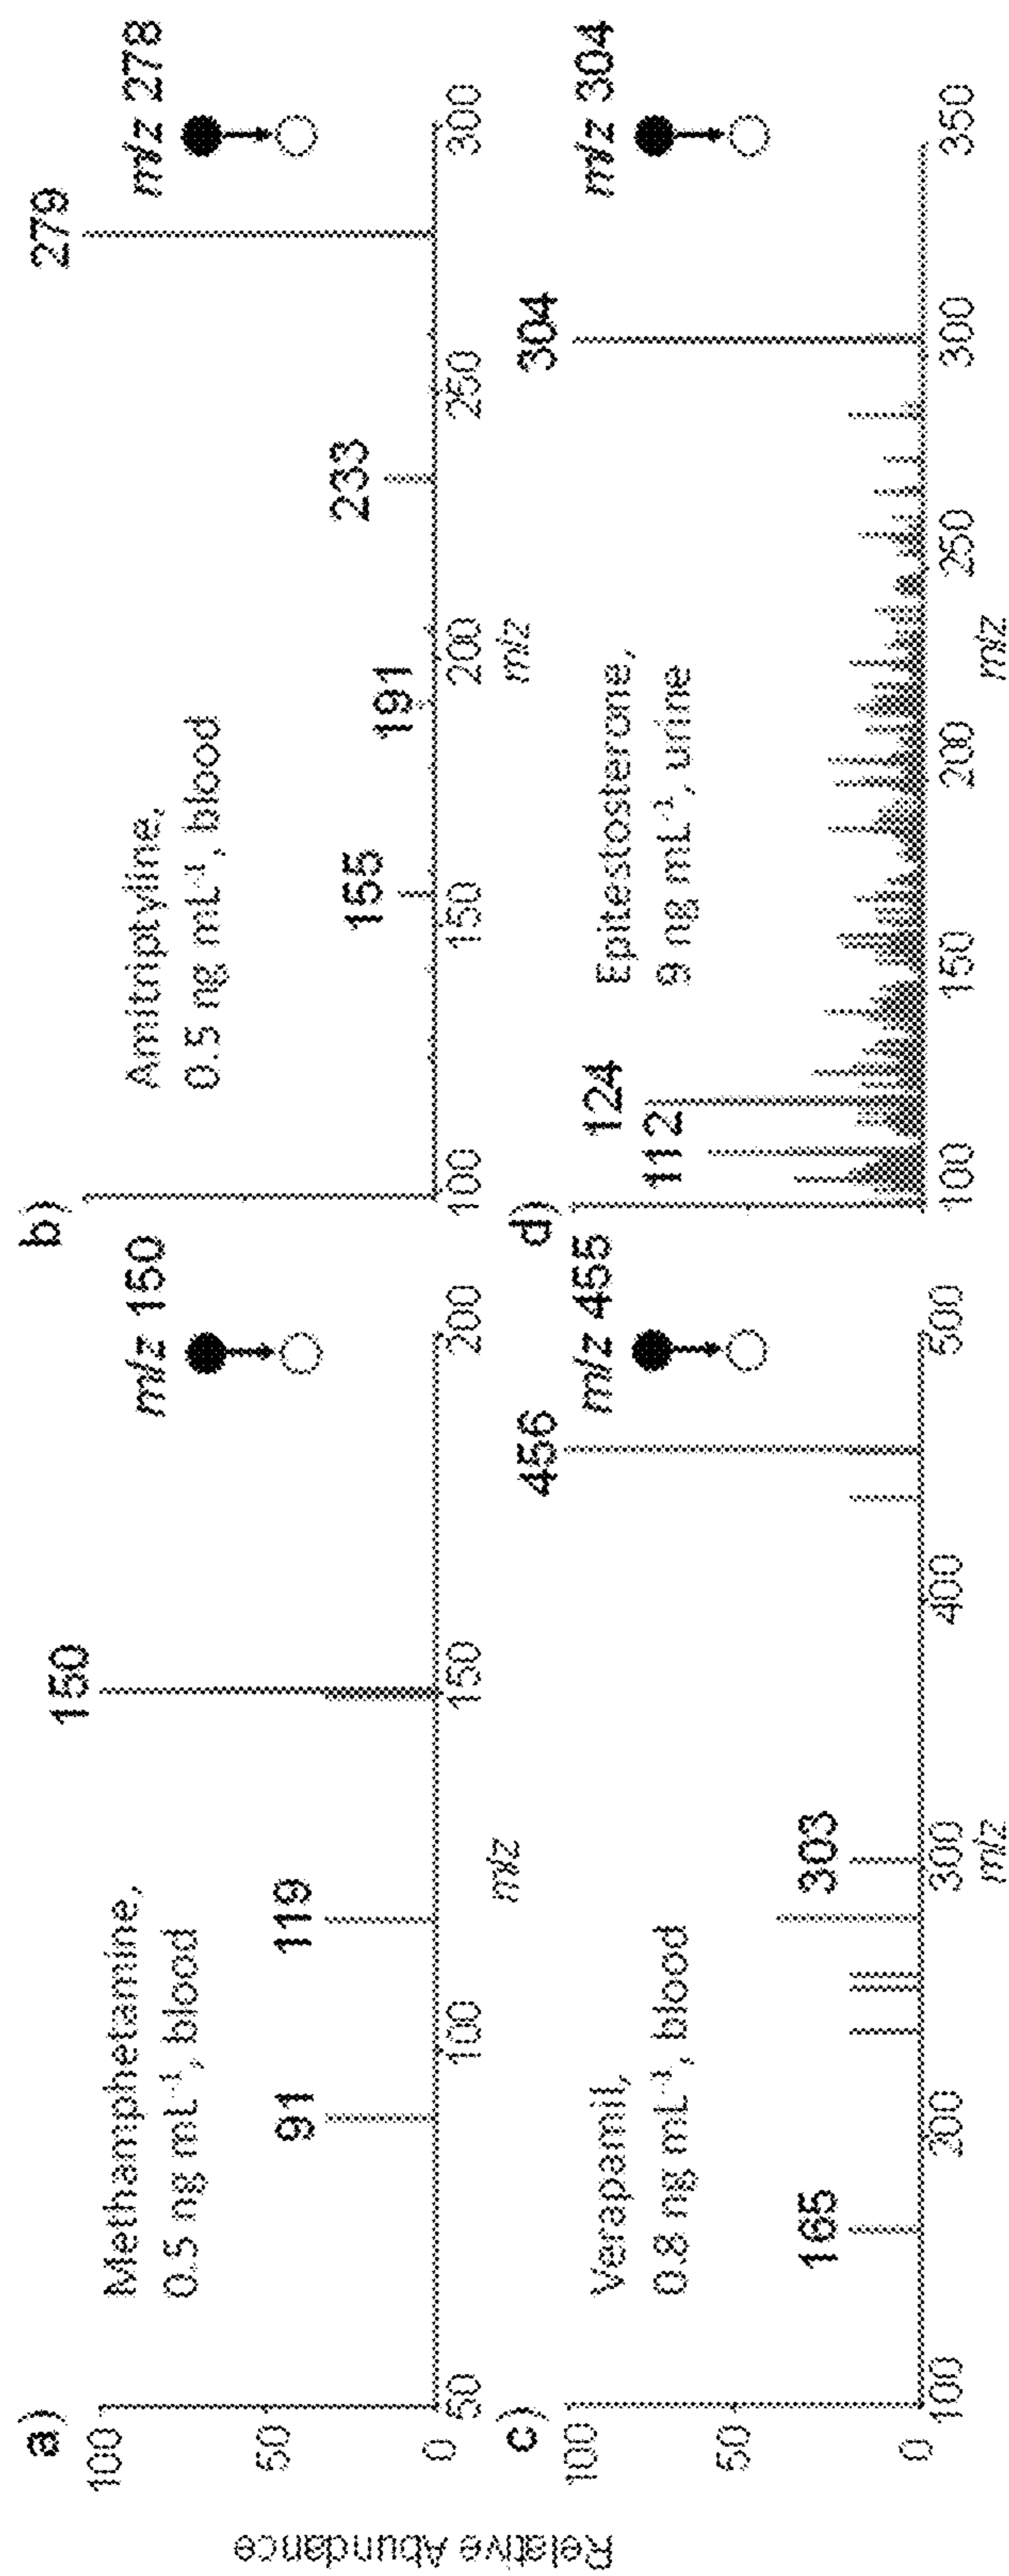 Relative Abundance
a)
100
50
0
Methamphetamine,
0.5 ng mL⁻¹, blood
91
119
150
m/z 150
50
100
150
200
m/z
b)
Amitriptyline,
0.5 ng mL⁻¹, blood
155
191
233
279
m/z 278
100
150
200
250
300
m/z
c)
100
50
0
Verapamil,
0.8 ng mL⁻¹, blood
165
303
456
m/z 455
100
200
300
400
500
m/z
d)
Epitestosterone,
9 ng mL⁻¹, urine
112
124
304
m/z 304
100
150
200
250
300
350
m/z